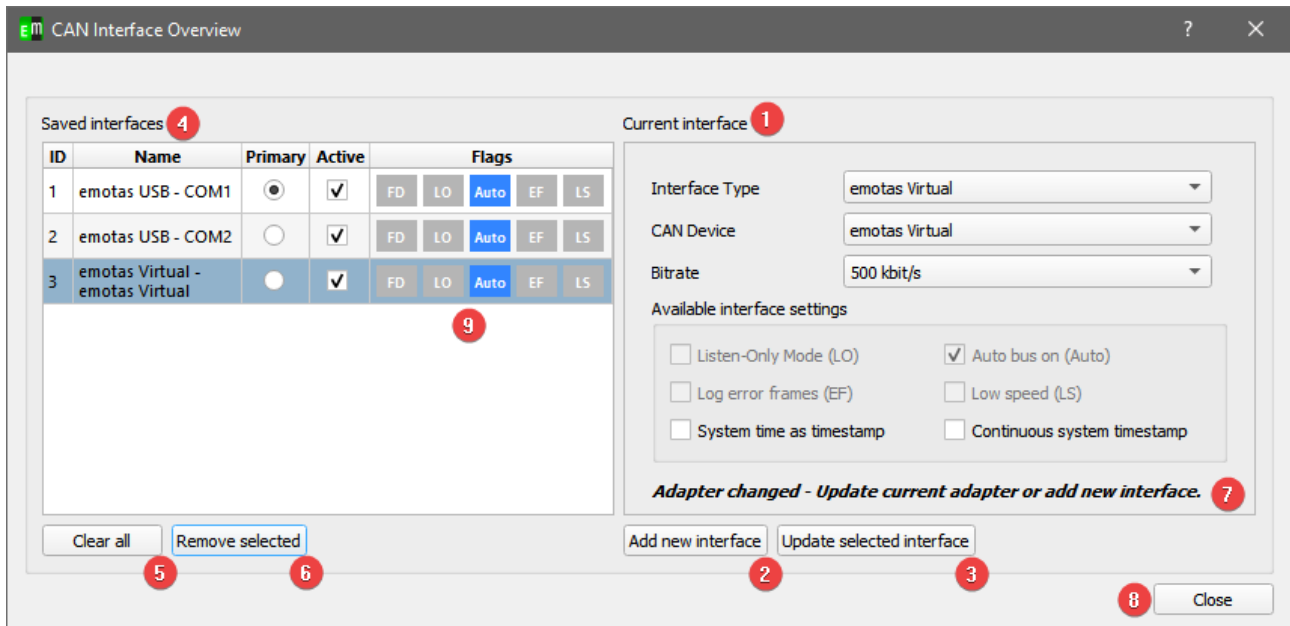 Em CAN Interface Overview ? ×
Saved interfaces 4
ID Name Primary Active Flags
1 emotas USB - COM1 FD LO Auto EF LS
2 emotas USB - COM2 FD LO Auto EF LS
3 emotas Virtual - FD LO Auto EF LS
emotas Virtual
9
Clear all Remove selected
5 6
Current interface 1
Interface Type emotas Virtual
CAN Device emotas Virtual
Bitrate 500 kbit/s
Available interface settings
Listen-Only Mode (LO) Auto bus on (Auto)
Log error frames (EF) Low speed (LS)
System time as timestamp Continuous system timestamp
Adapter changed - Update current adapter or add new interface. 7
Add new interface Update selected interface
2 3
8 Close